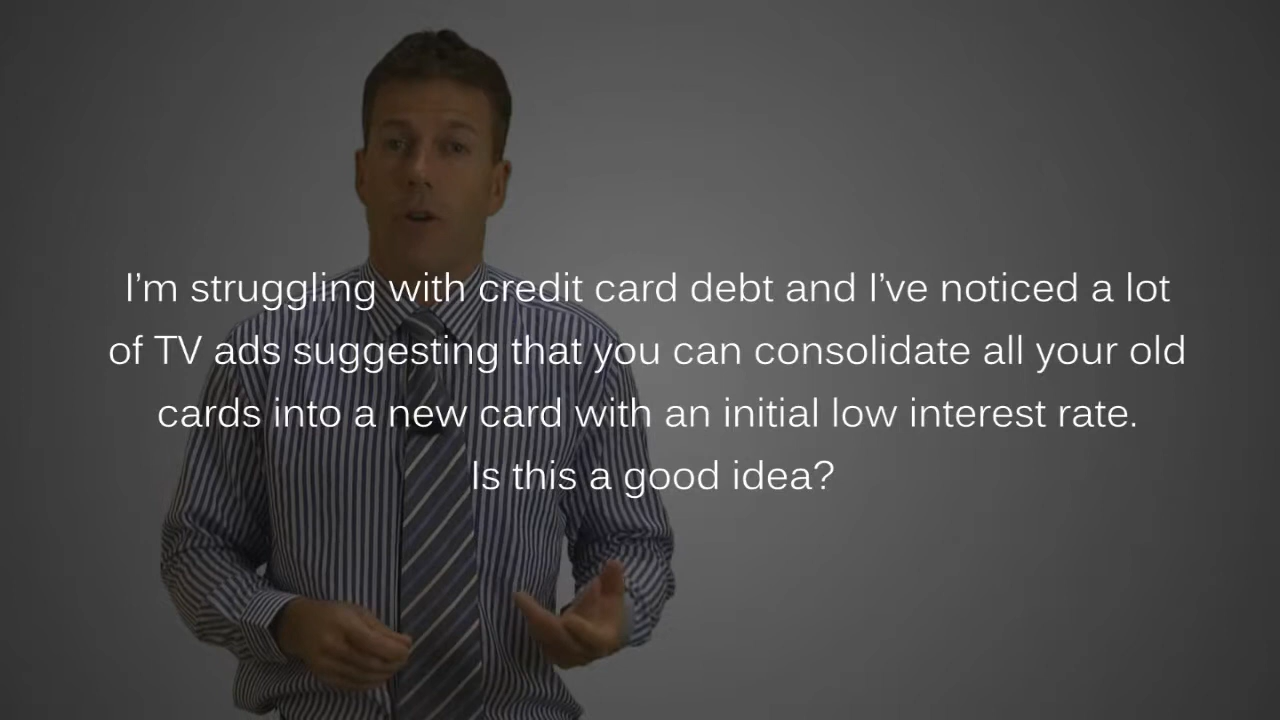 I’m struggling with credit card debt and I’ve noticed a lot
of TV ads suggesting that you can consolidate all your old
cards into a new card with an initial low interest rate.
Is this a good idea?